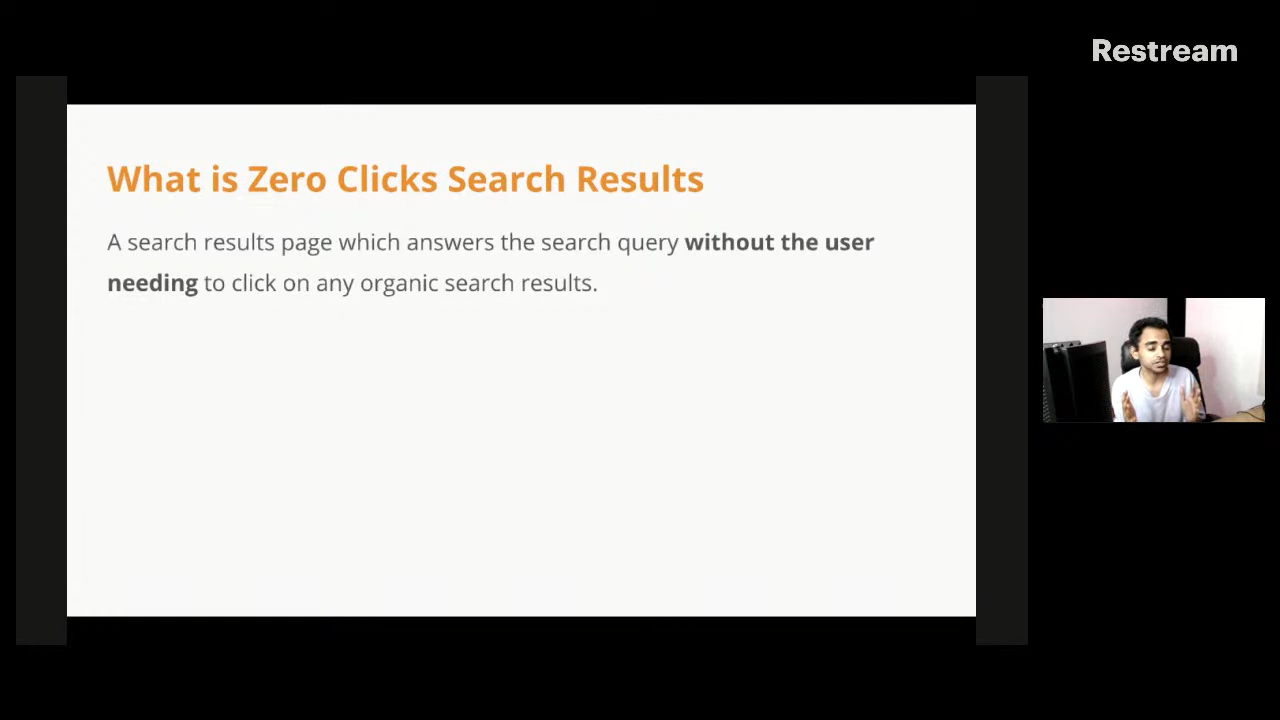 Restream
What is Zero Clicks Search Results
A search results page which answers the search query without the user
needing to click on any organic search results.